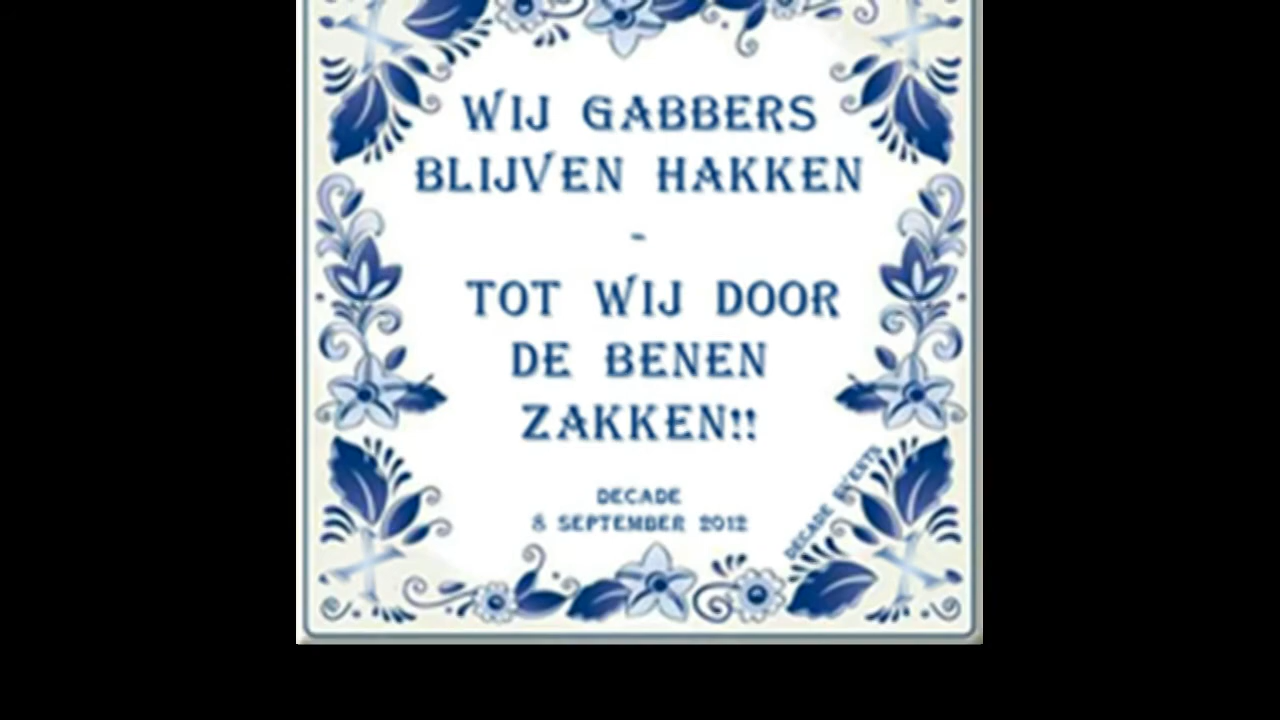 WIJ GABBERS
BLIJVEN HAKKEN
-
TOT WIJ DOOR
DE BENEN
ZAKKEN!!
DECADE
8 SEPTEMBER 2012
DECADE EVENTS